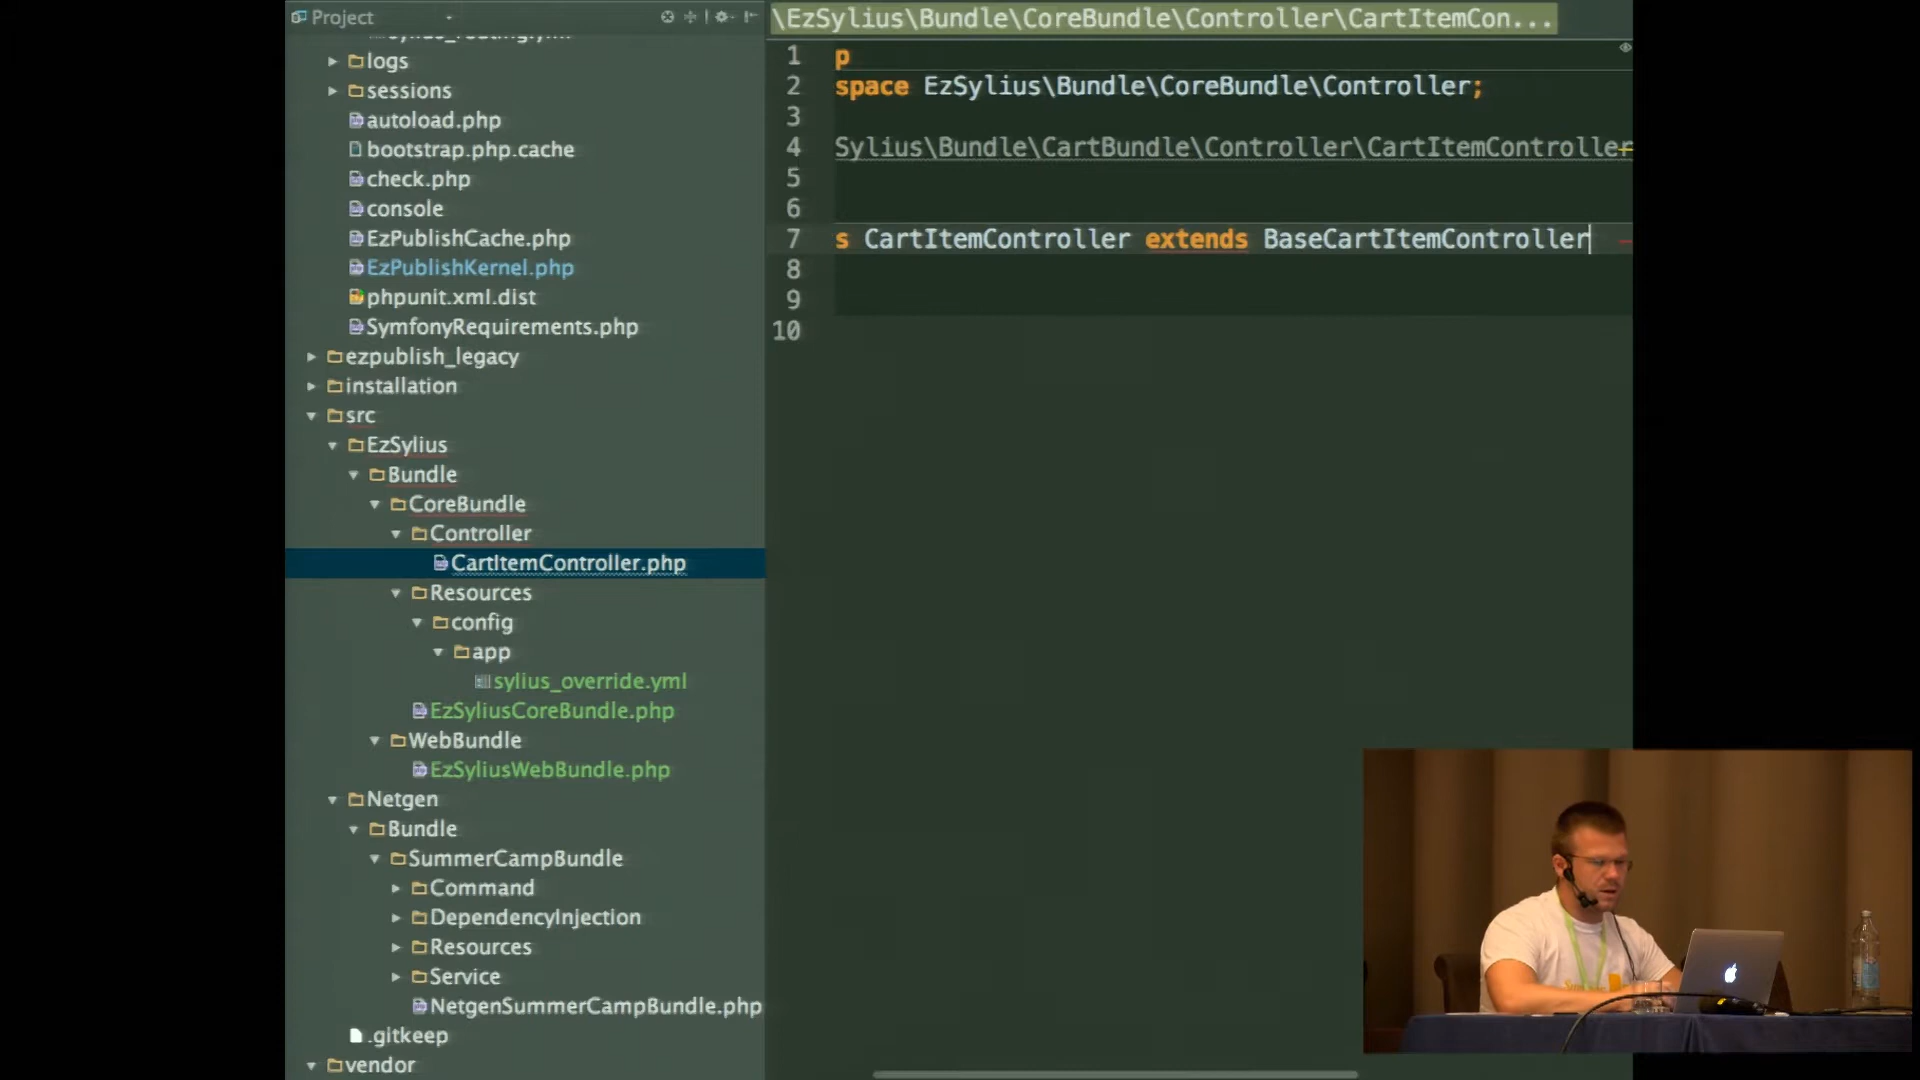 Project
\EzSylius\Bundle\CoreBundle\Controller\CartItemCon...
logs
sessions
autoload.php
bootstrap.php.cache
check.php
console
EzPublishCache.php
EzPublishKernel.php
phpunit.xml.dist
SymfonyRequirements.php
ezpublish_legacy
installation
src
EzSylius
Bundle
CoreBundle
Controller
CartItemController.php
Resources
config
app
sylius_override.yml
EzSyliusCoreBundle.php
WebBundle
EzSyliusWebBundle.php
Netgen
Bundle
SummerCampBundle
Command
DependencyInjection
Resources
Service
NetgenSummerCampBundle.php
.gitkeep
vendor
1 p
2 space EzSylius\Bundle\CoreBundle\Controller;
3
4 Sylius\Bundle\CartBundle\Controller\CartItemController
5
6
7 s CartItemController extends BaseCartItemController
8
9
10